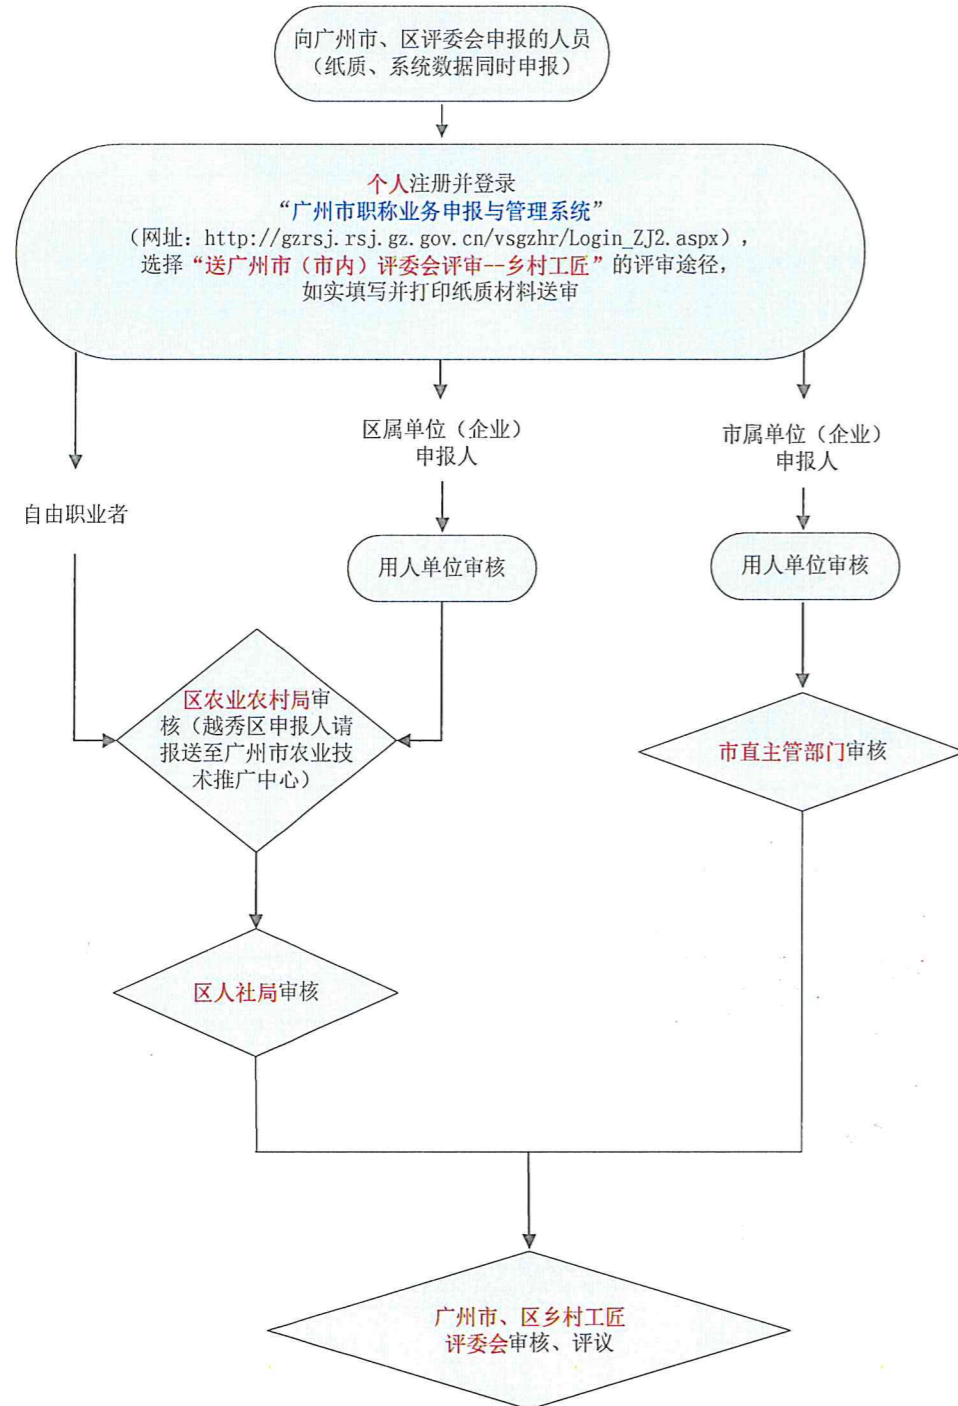 向广州市、区评委会申报的人员
（纸质、系统数据同时申报）
个人注册并登录
“广州市职称业务申报与管理系统”
（网址：http://gzrsj.rsj.gz.gov.cn/vsgzhr/Login_ZJ2.aspx），
选择“送广州市（市内）评委会评审--乡村工匠”的评审途径，
如实填写并打印纸质材料送审
区属单位（企业）
申报人
市属单位（企业）
申报人
自由职业者
用人单位审核
用人单位审核
区农业农村局审
核（越秀区申报人请
报送至广州市农业技
术推广中心）
市直主管部门审核
区人社局审核
广州市、区乡村工匠
评委会审核、评议